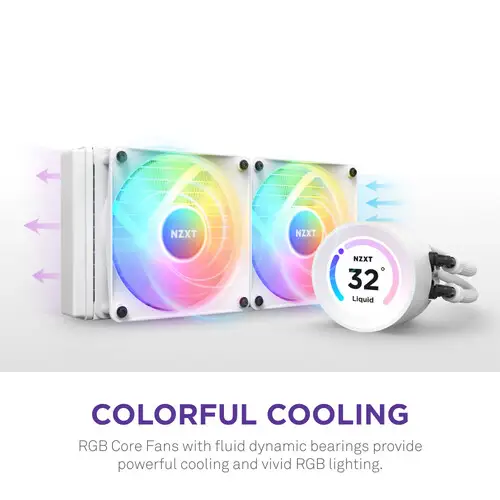 NZXT
NZXT
NZXT
32°
Liquid
COLORFUL COOLING
RGB Core Fans with fluid dynamic bearings provide
powerful cooling and vivid RGB lighting.